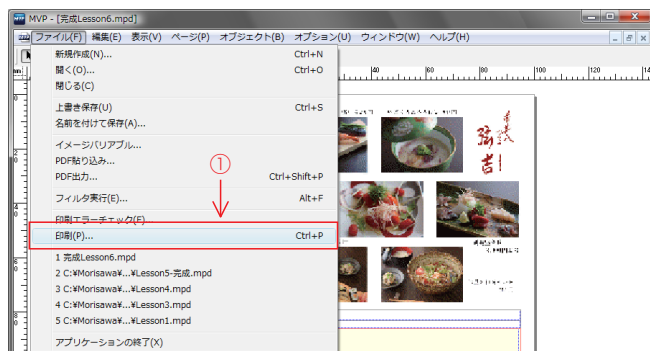 MVP - [完成Lesson6.mpd]
ファイル(F) 編集(E) 表示(V) ページ(P) オブジェクト(B) オプション(U) ウィンドウ(W) ヘルプ(H)
新規作成(N)... Ctrl+N
開く(O)... Ctrl+O
閉じる(C)
上書き保存(U) Ctrl+S
名前を付けて保存(A)...
イメージバリアブル...
PDF貼り込み...
PDF出力... Ctrl+Shift+P
①
フィルタ実行(E)... Alt+F
印刷エラーチェック(F)...
印刷(P)... Ctrl+P
1 完成Lesson6.mpd
2 C:¥Morisawa¥...¥Lesson5-完成.mpd
3 C:¥Morisawa¥...¥Lesson4.mpd
4 C:¥Morisawa¥...¥Lesson3.mpd
5 C:¥Morisawa¥...¥Lesson1.mpd
アプリケーションの終了(X)
40 60 80 100 120
弦吉